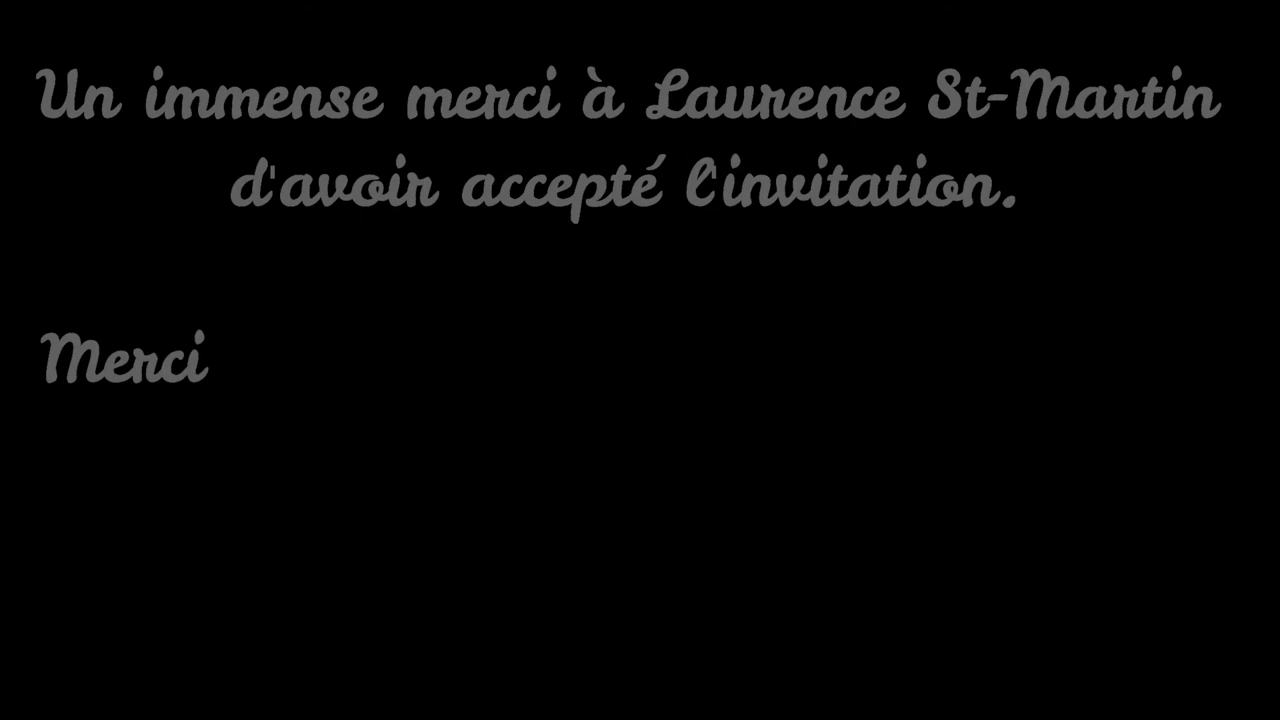 Un immense merci à Laurence St-Martin
d'avoir accepté l'invitation.
Merci